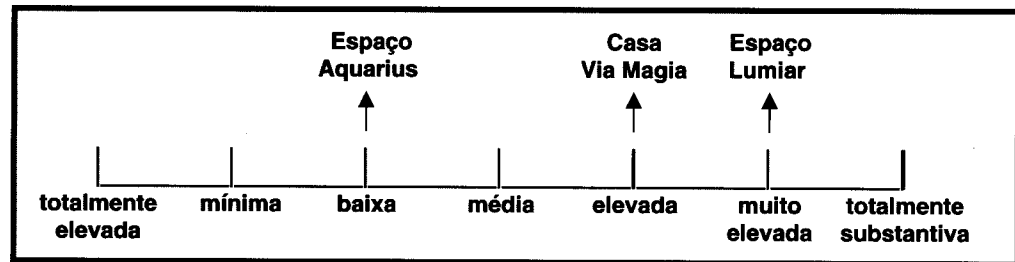 Espaço Aquarius
Casa Via Magia
Espaço Lumiar
totalmente elevada
mínima
baixa
média
elevada
muito elevada
totalmente substantiva